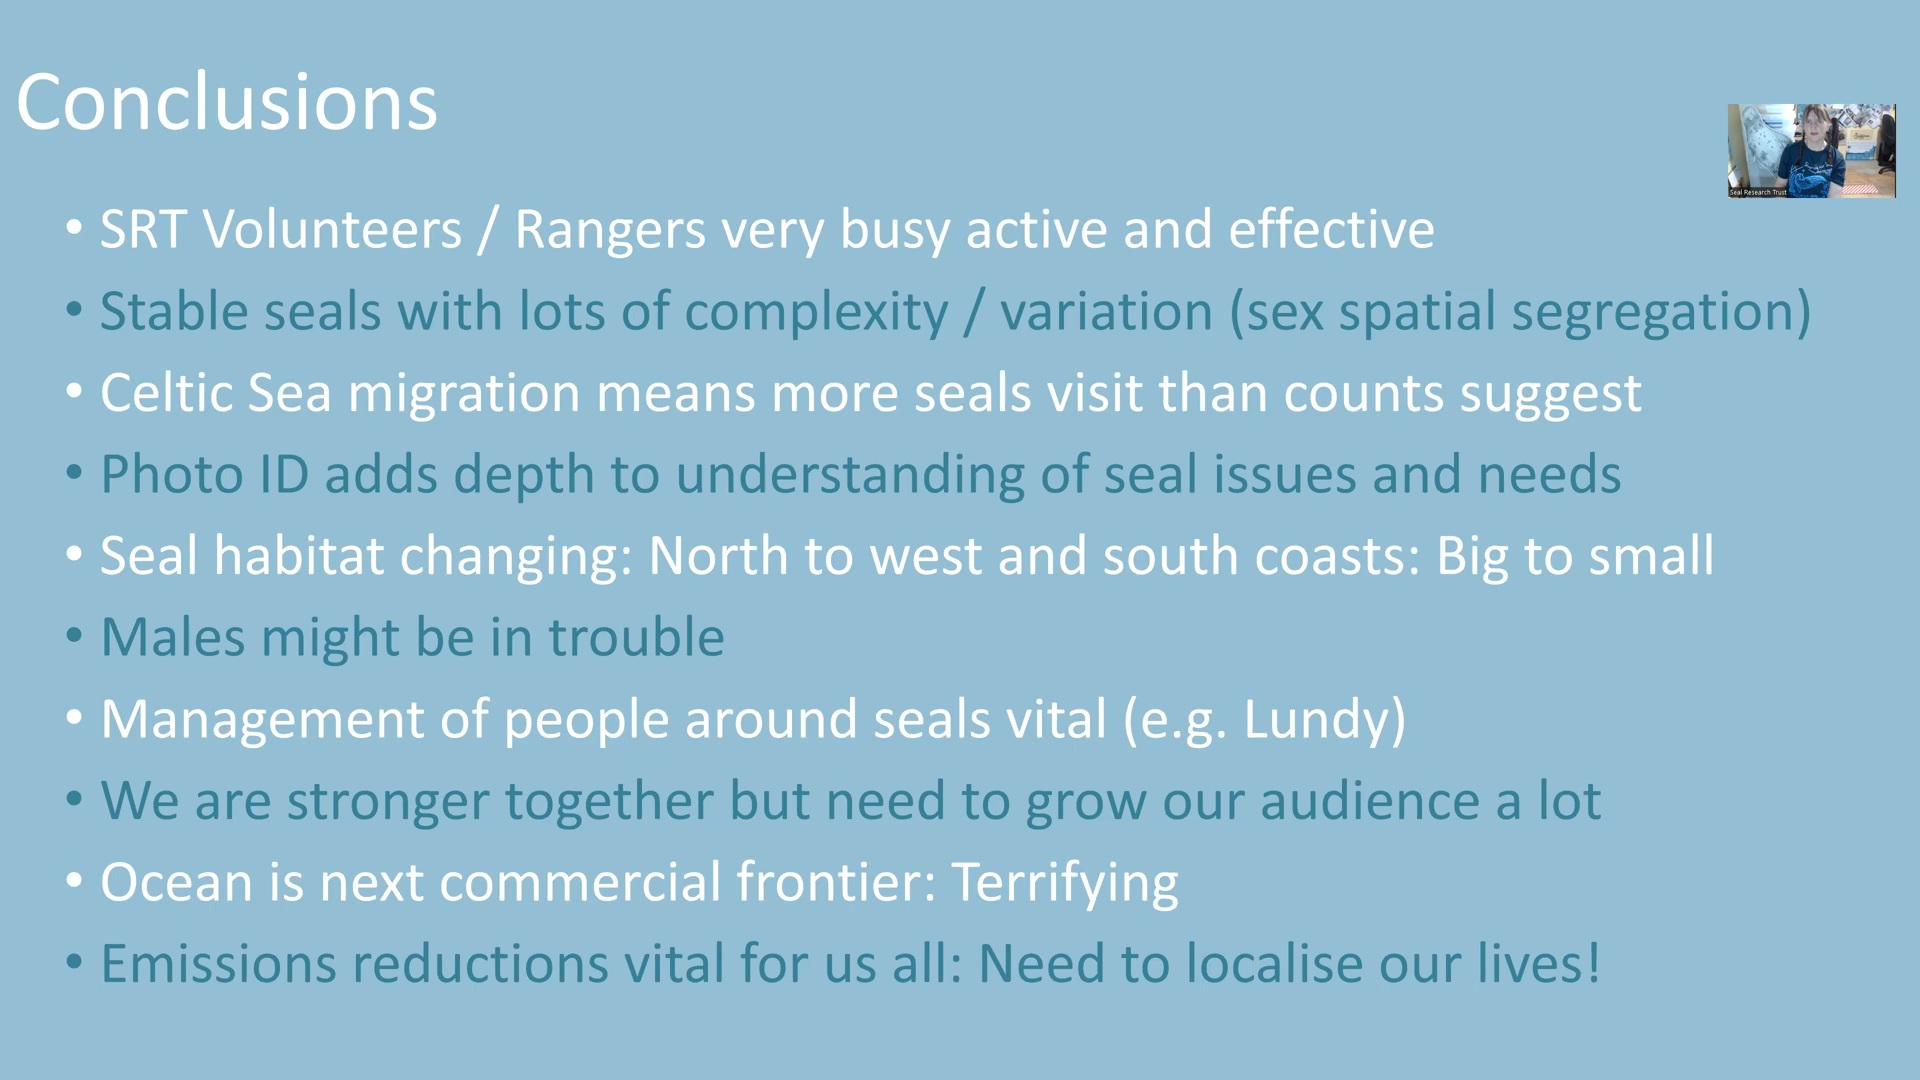 Conclusions
Seal Research Trust
• SRT Volunteers / Rangers very busy active and effective
• Stable seals with lots of complexity / variation (sex spatial segregation)
• Celtic Sea migration means more seals visit than counts suggest
• Photo ID adds depth to understanding of seal issues and needs
• Seal habitat changing: North to west and south coasts: Big to small
• Males might be in trouble
• Management of people around seals vital (e.g. Lundy)
• We are stronger together but need to grow our audience a lot
• Ocean is next commercial frontier: Terrifying
• Emissions reductions vital for us all: Need to localise our lives!